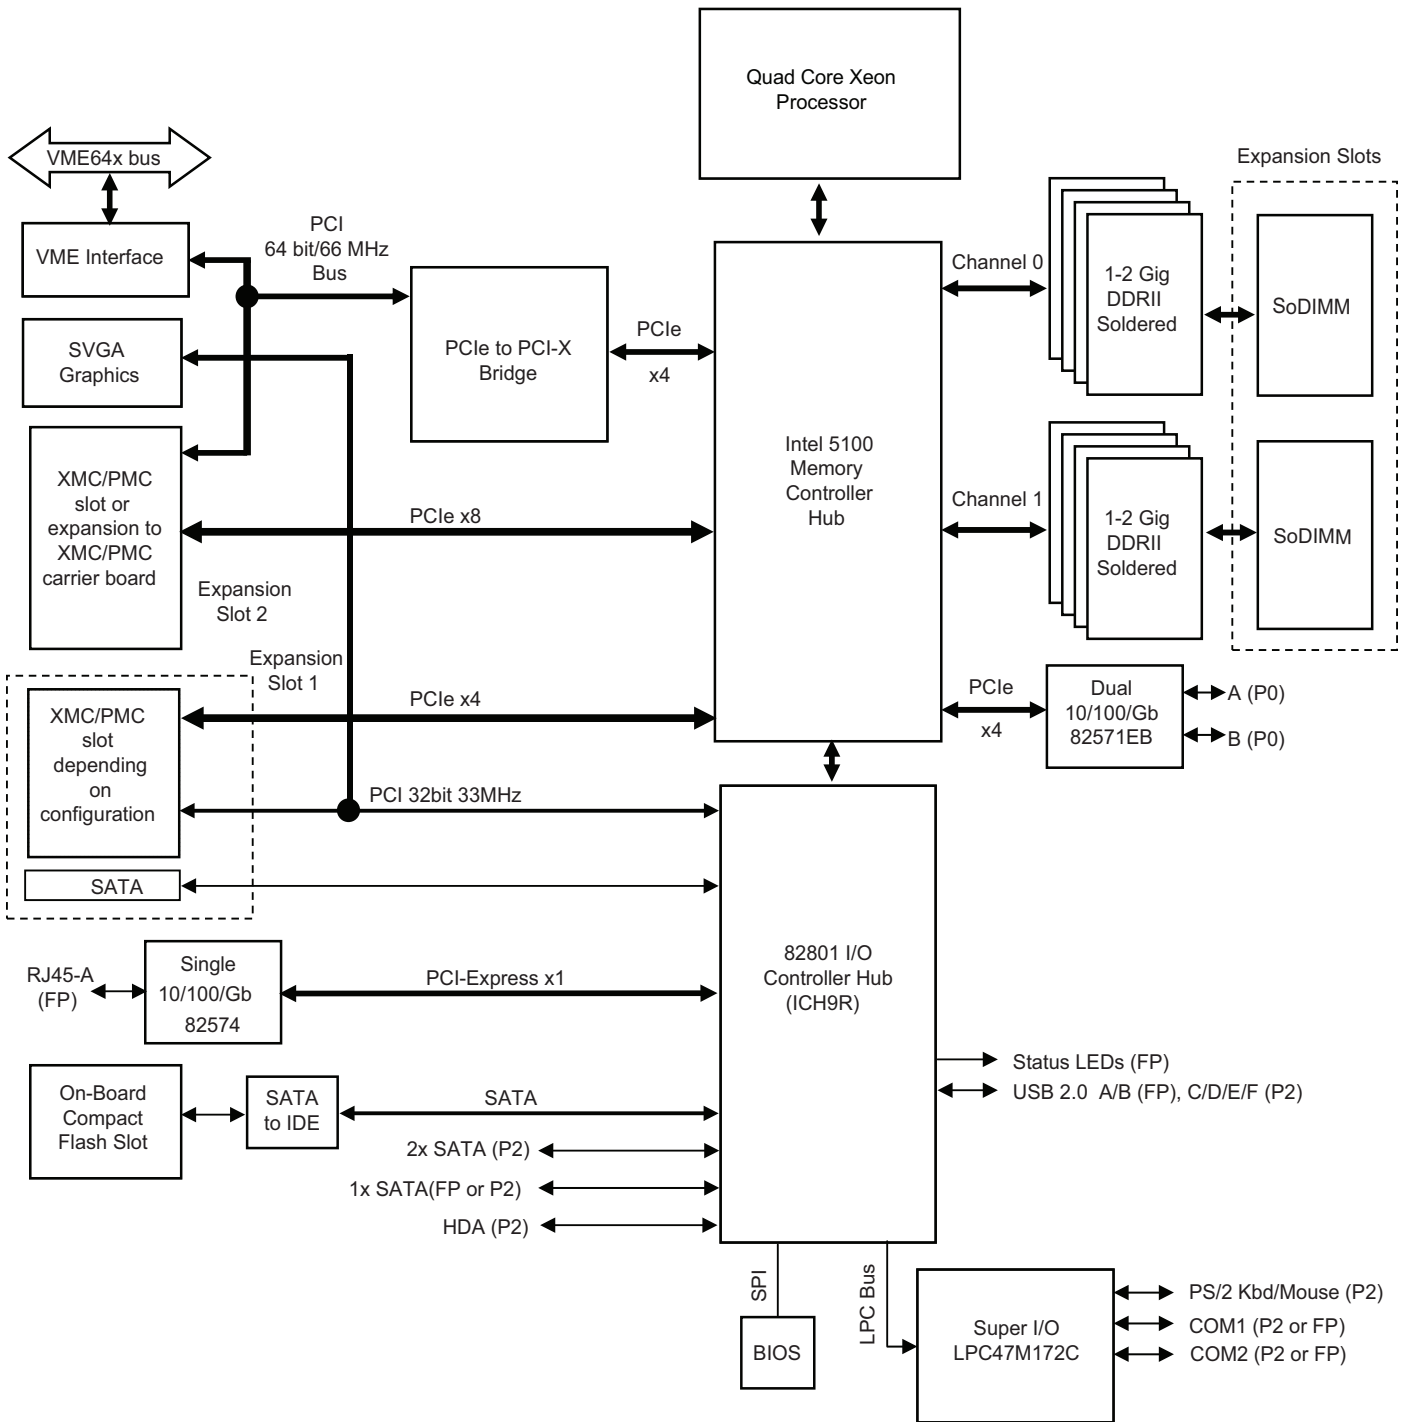 Quad Core Xeon
Processor
VME64x bus
Expansion Slots
VME Interface
PCI
64 bit/66 MHz
Bus
Channel 0
1-2 Gig
DDRII
Soldered
SoDIMM
SVGA
Graphics
PCIe to PCI-X
Bridge
PCIe
x4
Intel 5100
Memory
Controller
Hub
XMC/PMC
slot or
expansion to
XMC/PMC
carrier board
PCIe x8
Channel 1
1-2 Gig
DDRII
Soldered
SoDIMM
Expansion
Slot 2
Expansion
Slot 1
XMC/PMC
slot
depending
on
configuration
PCIe x4
PCIe
x4
Dual
10/100/Gb
82571EB
A (P0)
B (P0)
PCI 32bit 33MHz
SATA
82801 I/O
Controller Hub
(ICH9R)
RJ45-A
(FP)
Single
10/100/Gb
82574
PCI-Express x1
Status LEDs (FP)
USB 2.0 A/B (FP), C/D/E/F (P2)
On-Board
Compact
Flash Slot
SATA
to IDE
SATA
2x SATA (P2)
1x SATA(FP or P2)
HDA (P2)
SPI
LPC Bus
BIOS
Super I/O
LPC47M172C
PS/2 Kbd/Mouse (P2)
COM1 (P2 or FP)
COM2 (P2 or FP)